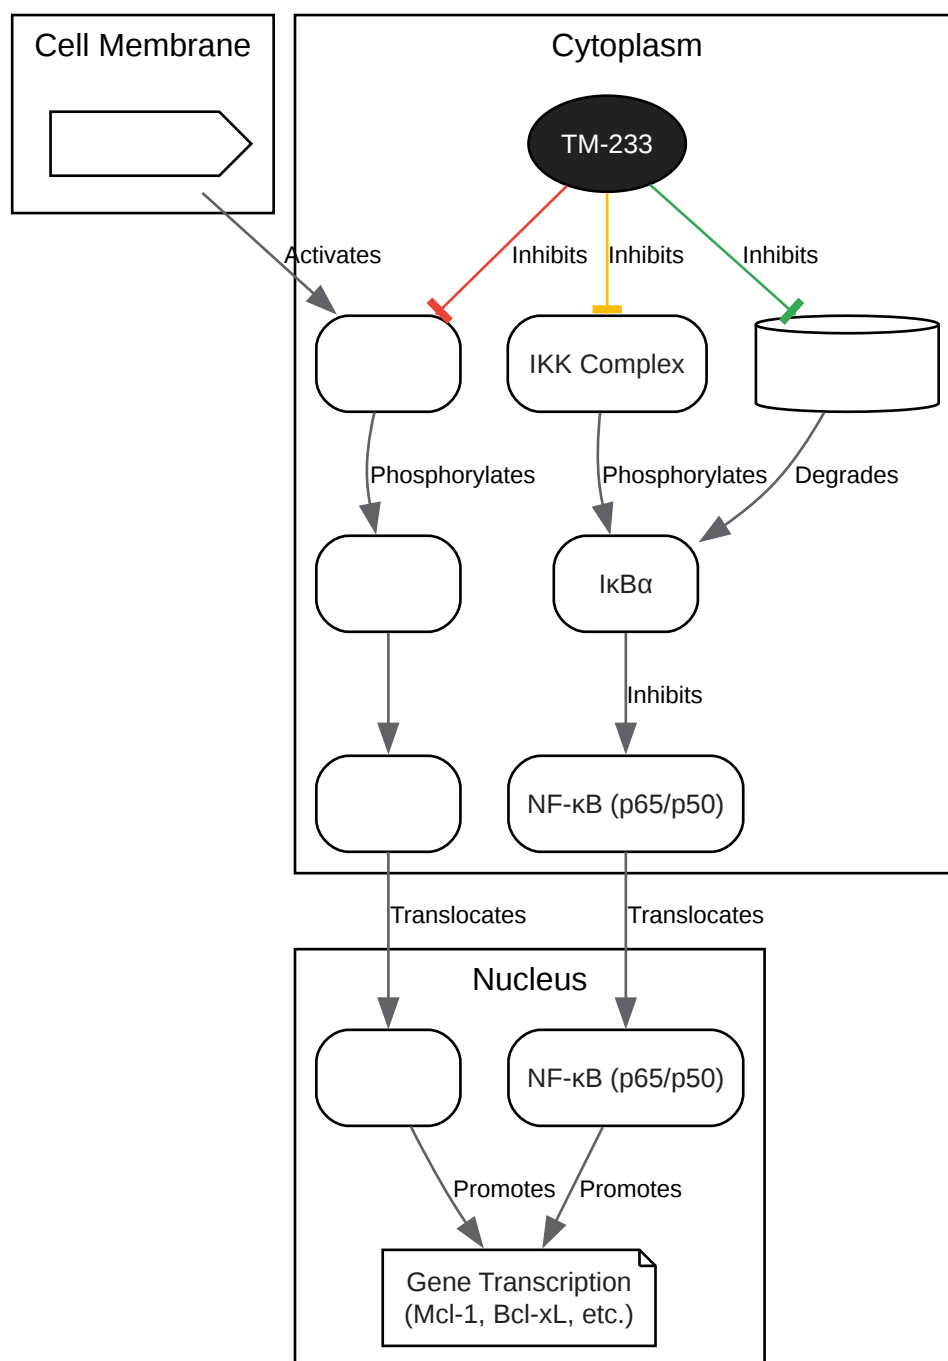 Cell Membrane
Cytoplasm
TM-233
Activates
Inhibits
Inhibits
Inhibits
IKK Complex
Phosphorylates
Phosphorylates
Degrades
IκBα
Inhibits
NF-κB (p65/p50)
Translocates
Translocates
Nucleus
NF-κB (p65/p50)
Promotes
Promotes
Gene Transcription
(Mcl-1, Bcl-xL, etc.)